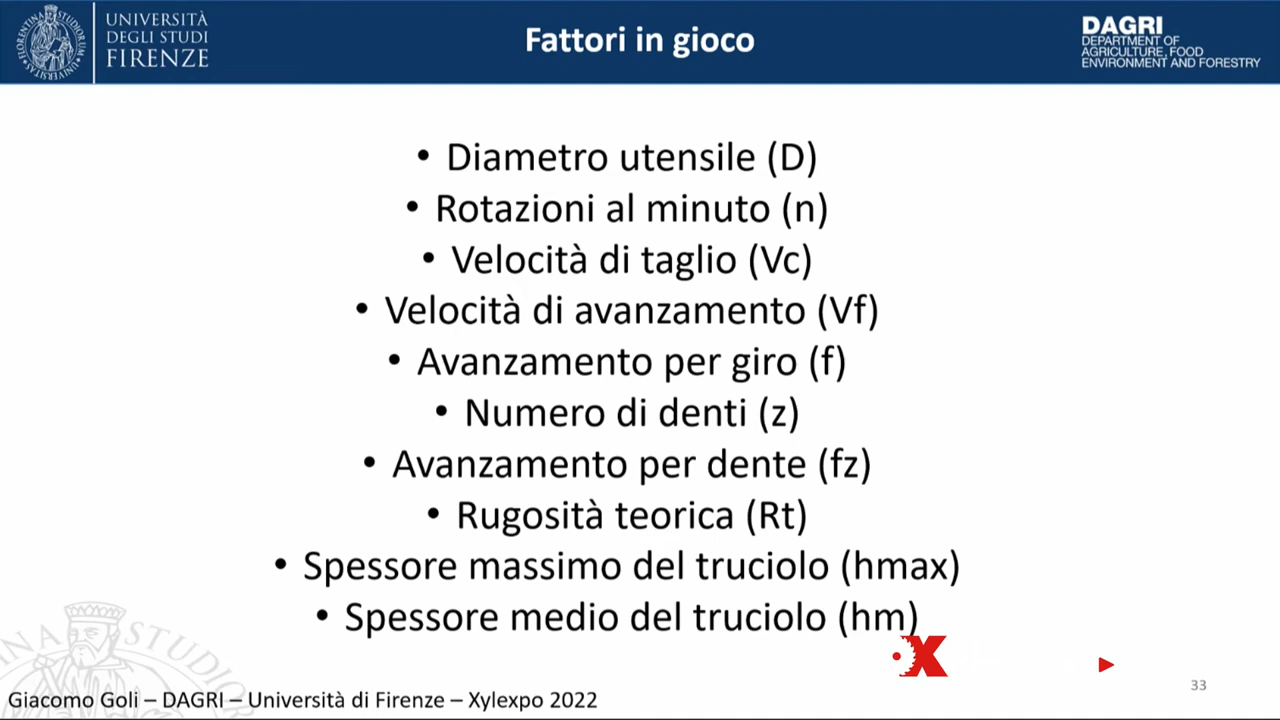 UNIVERSITÀ
DEGLI STUDI
FIRENZE
Fattori in gioco
DAGRI
DEPARTMENT OF
AGRICULTURE, FOOD
ENVIRONMENT AND FORESTRY
• Diametro utensile (D)
• Rotazioni al minuto (n)
• Velocità di taglio (Vc)
• Velocità di avanzamento (Vf)
• Avanzamento per giro (f)
• Numero di denti (z)
• Avanzamento per dente (fz)
• Rugosità teorica (Rt)
• Spessore massimo del truciolo (hmax)
• Spessore medio del truciolo (hm)
X
33
Giacomo Goli – DAGRI – Università di Firenze – Xylexpo 2022